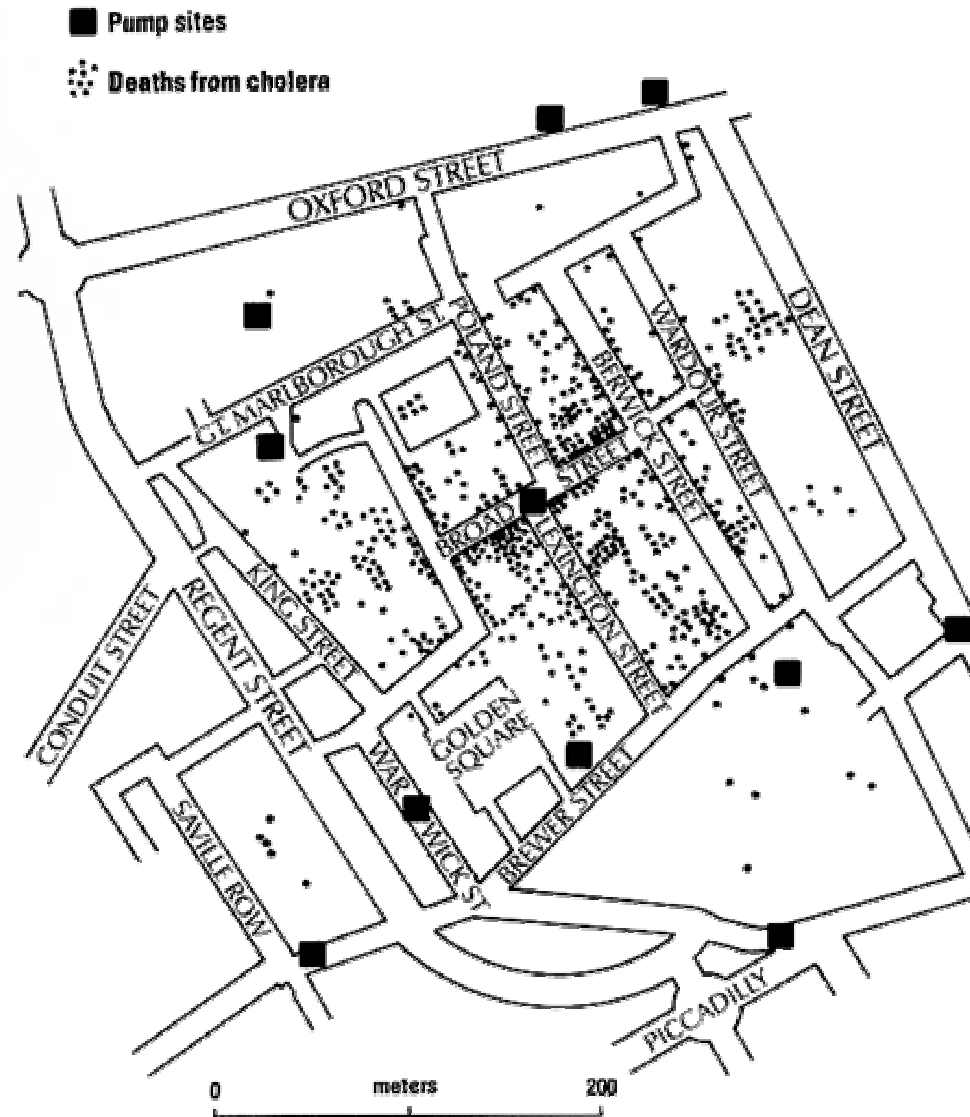 Pump sites
Deaths from cholera
OXFORD STREET
GT. MARLBOROUGH ST.
POLAND STREET
BERWICK STREET
WARDOUR STREET
DEAN STREET
BROAD STREET
LEXINGTON STREET
KING STREET
REGENT STREET
CONDUIT STREET
GOLDEN
SQUARE
WARWICK ST
BREWER STREET
SAVILLE ROW
PICCADILLY
0 meters 200